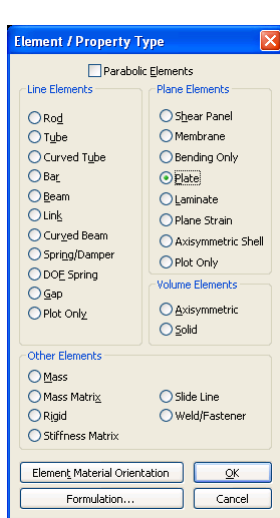 Element / Property Type
Parabolic Elements
Line Elements
Rod
Tube
Curved Tube
Bar
Beam
Link
Curved Beam
Spring/Damper
DOF Spring
Gap
Plot Only
Plane Elements
Shear Panel
Membrane
Bending Only
Plate
Laminate
Plane Strain
Axisymmetric Shell
Plot Only
Volume Elements
Axisymmetric
Solid
Other Elements
Mass
Mass Matrix
Rigid
Stiffness Matrix
Slide Line
Weld/Fastener
Element Material Orientation
OK
Formulation...
Cancel